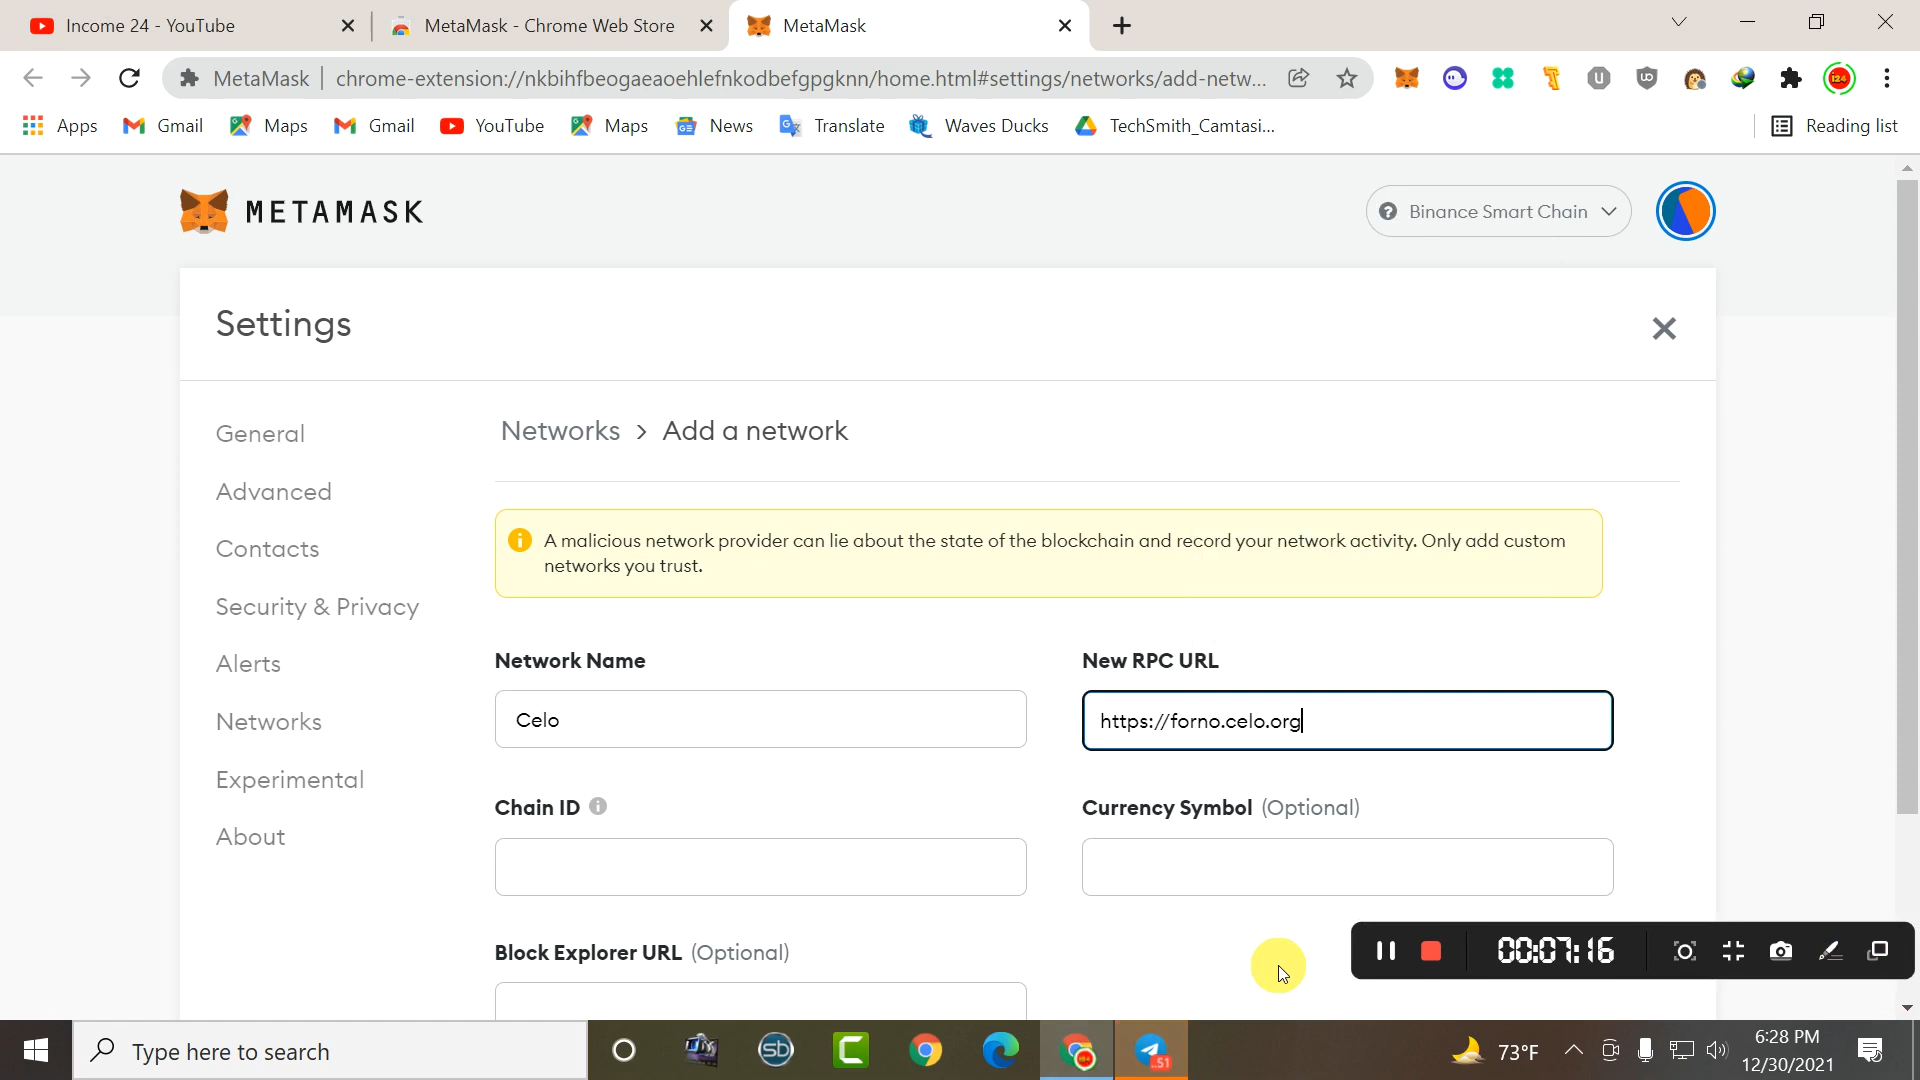 Income 24 - YouTube
MetaMask - Chrome Web Store
MetaMask
MetaMask
chrome-extension://nkbihfbeogaeaoehlefnkodbefgpgknn/home.html#settings/networks/add-netw...
Apps
Gmail
Maps
Gmail
YouTube
Maps
News
Translate
Waves Ducks
TechSmith_Camtasi...
Reading list
METAMASK
Binance Smart Chain
Settings
General
Advanced
Contacts
Security & Privacy
Alerts
Networks
Experimental
About
Networks > Add a network
A malicious network provider can lie about the state of the blockchain and record your network activity. Only add custom
networks you trust.
Network Name
Celo
New RPC URL
https://forno.celo.org
Chain ID
Currency Symbol (Optional)
Block Explorer URL (Optional)
00:07:16
Type here to search
73°F
6:28 PM
12/30/2021